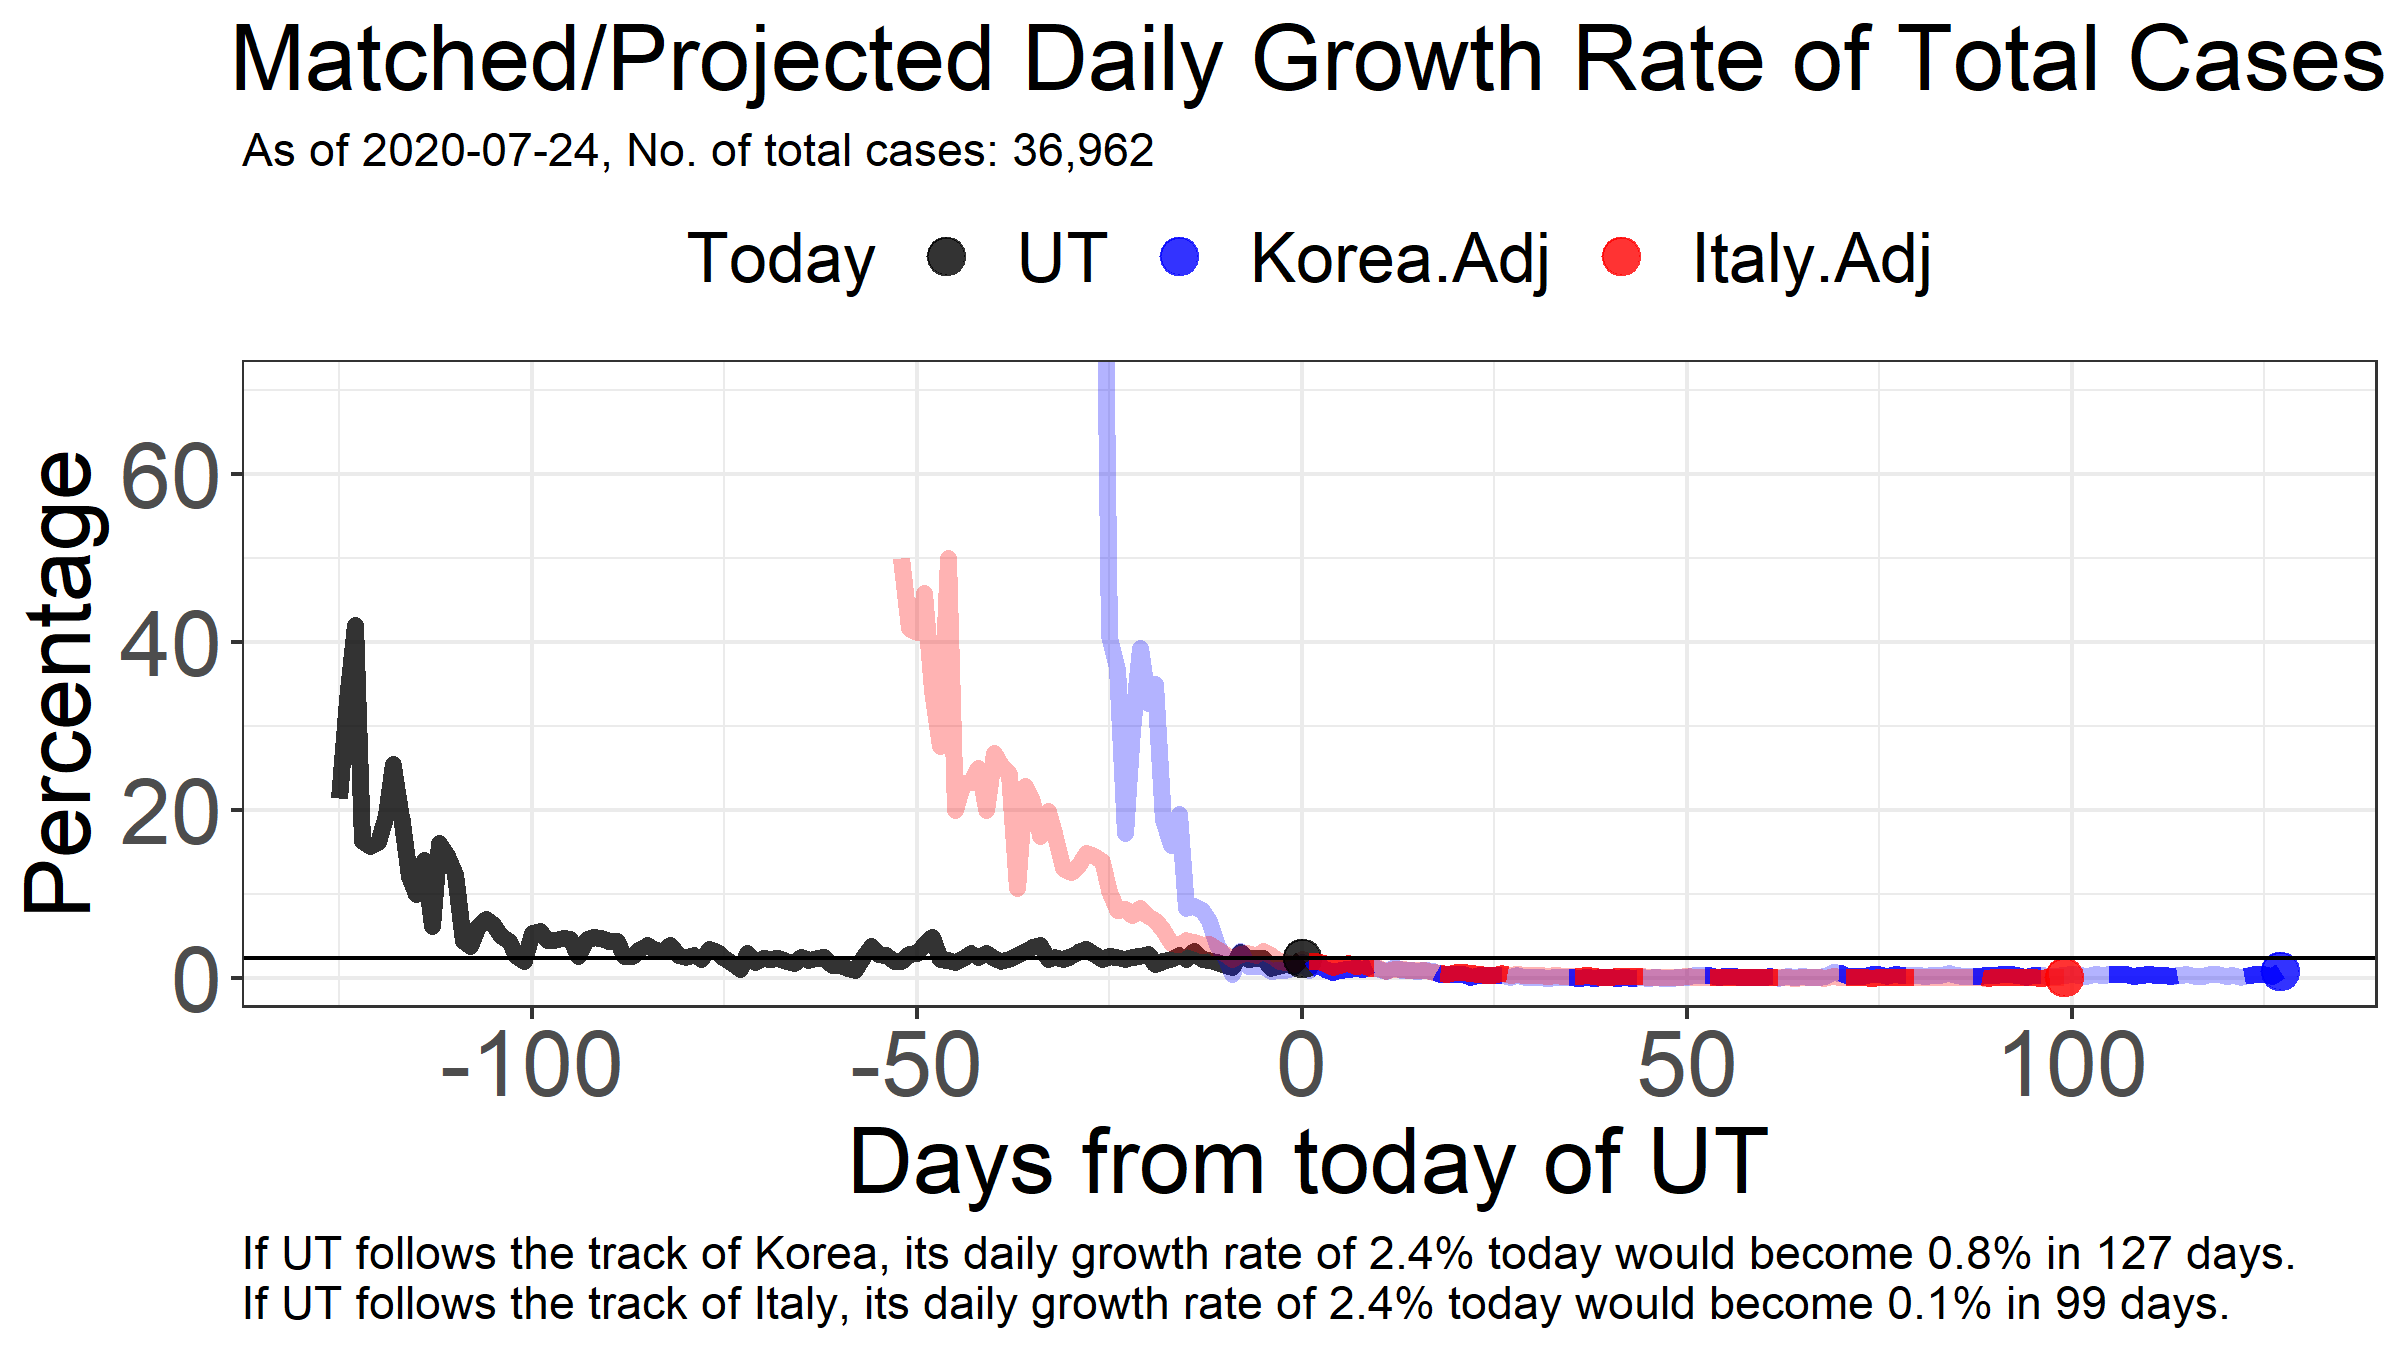 Matched/Projected Daily Growth Rate of Total Cases
As of 2020-07-24, No. of total cases: 36,962
Today UT Korea.Adj Italy.Adj
Percentage
60
40
20
0
-100 -50 0 50 100
Days from today of UT
If UT follows the track of Korea, its daily growth rate of 2.4% today would become 0.8% in 127 days.
If UT follows the track of Italy, its daily growth rate of 2.4% today would become 0.1% in 99 days.